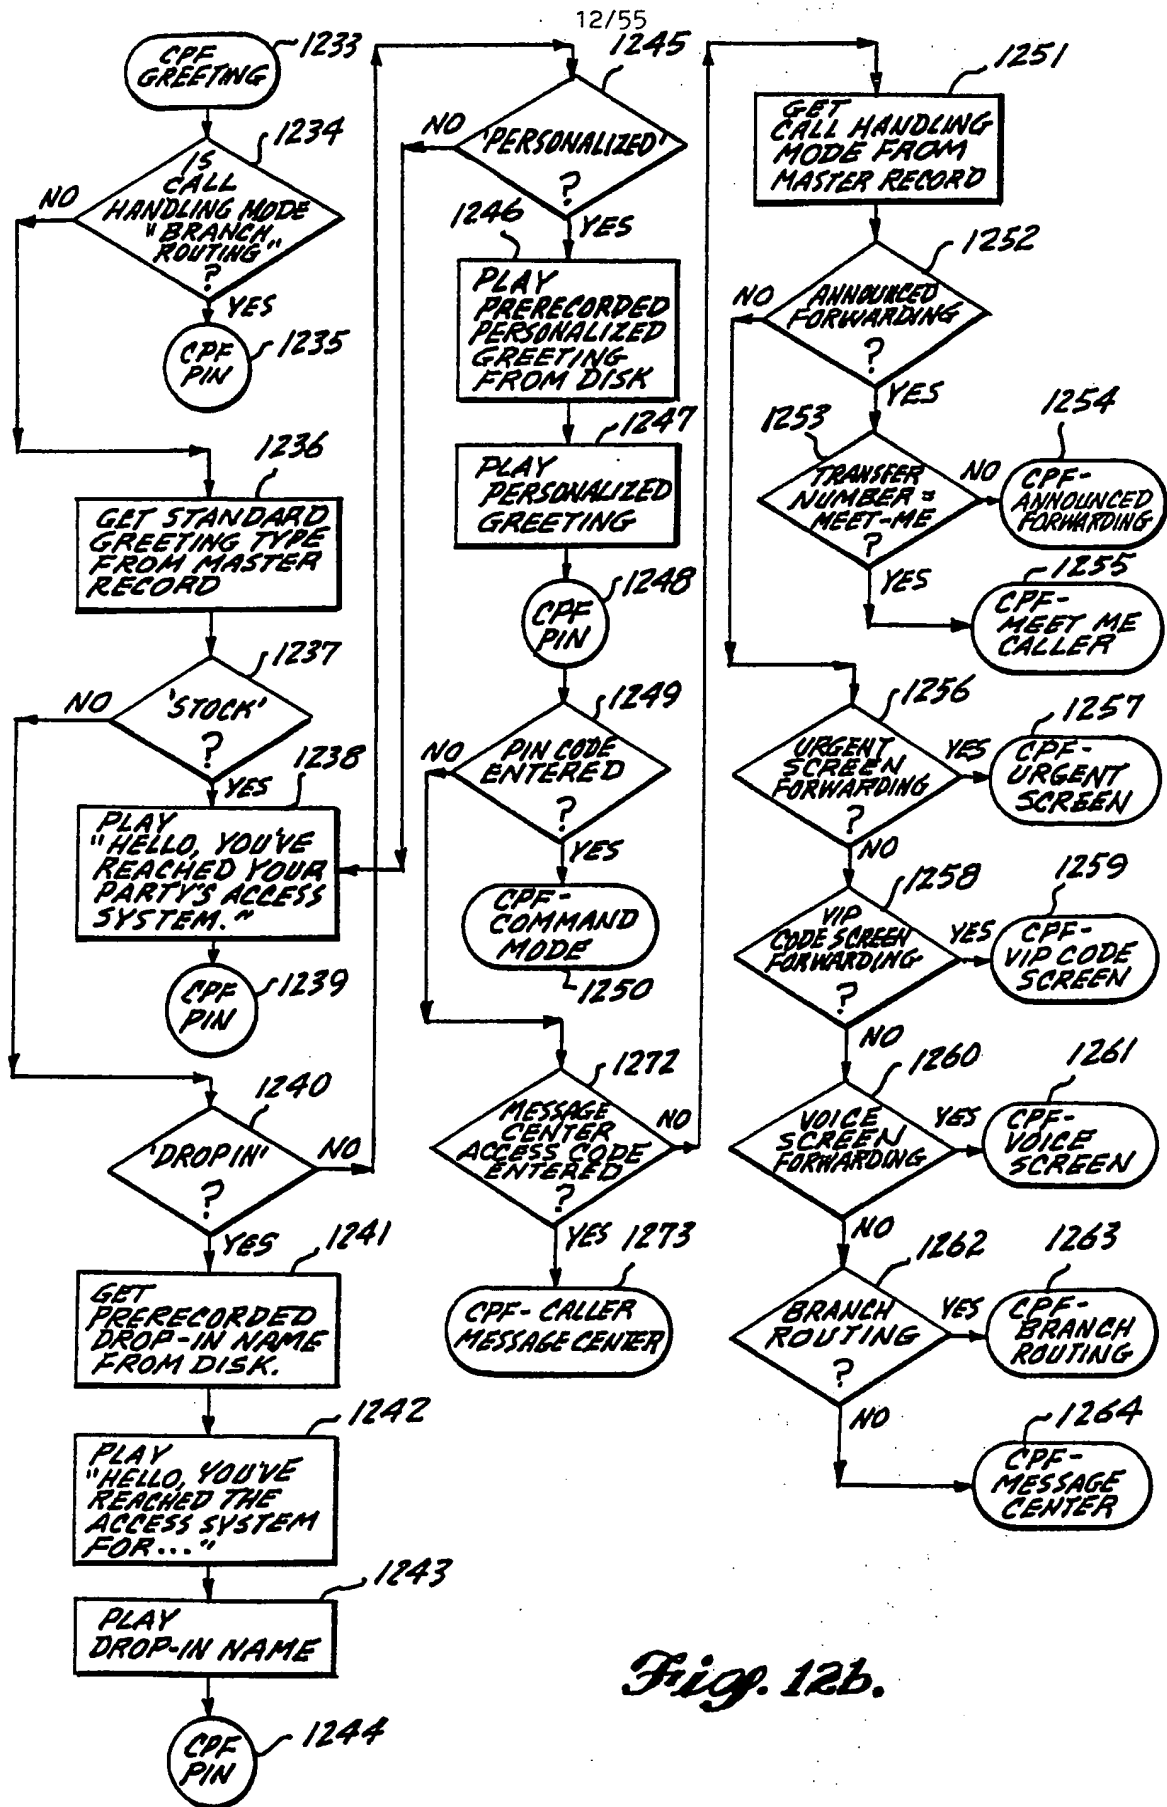 12/55
CPF
GREETING
1233
1234
IS
CALL
HANDLING MODE
"BRANCH
ROUTING"
?
NO
YES
CPF
PIN
1235
1236
GET STANDARD
GREETING TYPE
FROM MASTER
RECORD
1237
'STOCK'
?
NO
YES
1238
PLAY
"HELLO, YOU'VE
REACHED YOUR
PARTY'S ACCESS
SYSTEM."
CPF
PIN
1239
1240
'DROPIN'
?
NO
YES
1241
GET
PRERECORDED
DROP-IN NAME
FROM DISK.
1242
PLAY
"HELLO, YOU'VE
REACHED THE
ACCESS SYSTEM
FOR..."
1243
PLAY
DROP-IN NAME
CPF
PIN
1244
1245
'PERSONALIZED'
?
NO
YES
1246
PLAY
PRERECORDED
PERSONALIZED
GREETING
FROM DISK
1247
PLAY
PERSONALIZED
GREETING
1248
CPF
PIN
1249
PIN CODE
ENTERED
?
NO
YES
CPF-
COMMAND
MODE
1250
1272
MESSAGE
CENTER
ACCESS CODE
ENTERED
?
NO
YES
1273
CPF-CALLER
MESSAGE CENTER
1251
GET
CALL HANDLING
MODE FROM
MASTER RECORD
1252
ANNOUNCED
FORWARDING
?
NO
YES
1253
TRANSFER
NUMBER =
MEET-ME
?
NO
YES
1254
CPF-
ANNOUNCED
FORWARDING
1255
CPF-
MEET ME
CALLER
1256
URGENT
SCREEN
FORWARDING
?
YES
NO
1257
CPF-
URGENT
SCREEN
1258
VIP
CODE SCREEN
FORWARDING
?
YES
NO
1259
CPF-
VIP CODE
SCREEN
1260
VOICE
SCREEN
FORWARDING
?
YES
NO
1261
CPF-
VOICE
SCREEN
1262
BRANCH
ROUTING
?
YES
NO
1263
CPF-
BRANCH
ROUTING
1264
CPF-
MESSAGE
CENTER
Fig. 12b.